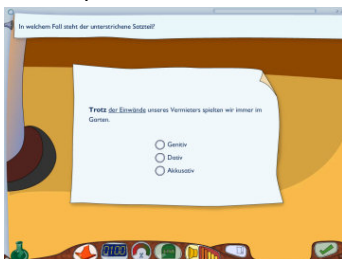 In welchem Fall steht der unterstrichene Satzteil?
Trotz der Einwände unseres Vermieters spielten wir immer im
Garten.
Genitiv
Dativ
Akkusativ